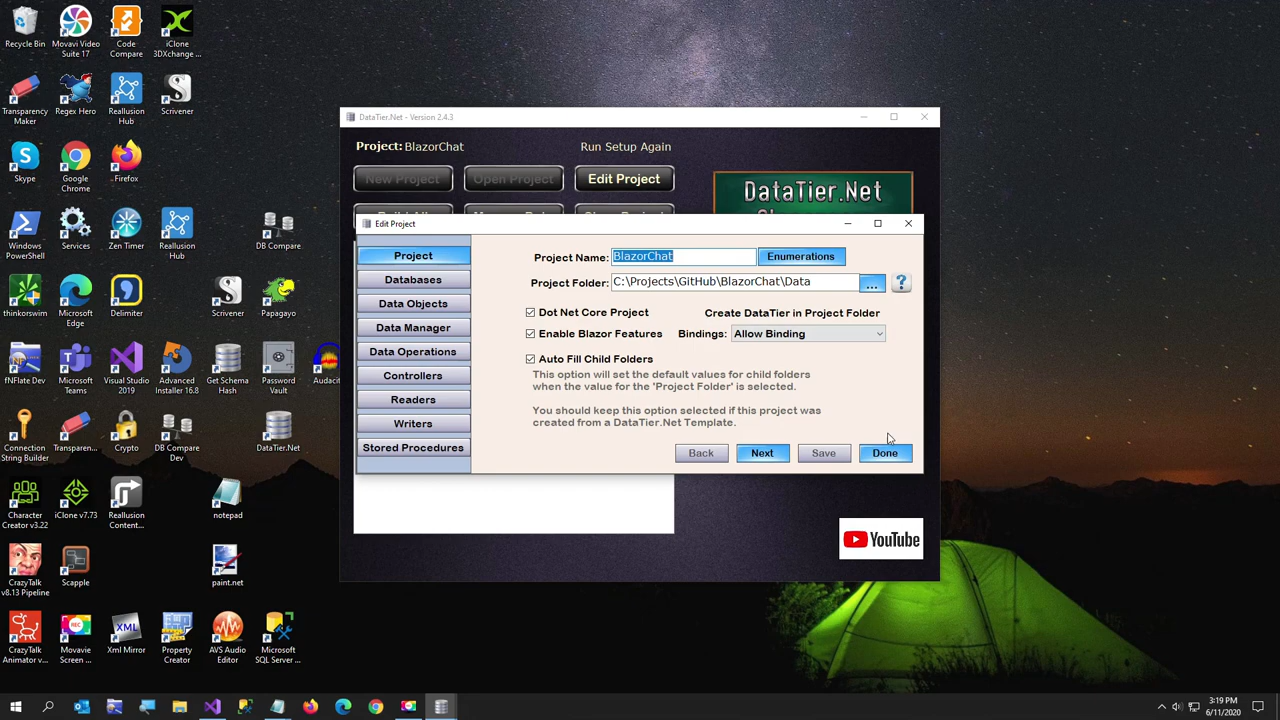 Recycle Bin
Movavi Video
Suite 17
Code
Compare
iClone
3DXchange ...
Transparency
Maker
Regex Hero
Reallusion
Hub
Scrivener
Skype
Google
Chrome
Firefox
Windows
PowerShell
Services
Zen Timer
Reallusion
Hub
DB Compare
thinkorswim
Microsoft
Edge
Delimiter
Scrivener
Papagayo
fNFlate Dev
Microsoft
Teams
Visual Studio
2019
Advanced
Installer 16.8
Get Schema
Hash
Password
Vault
Audacit
Connection
String Builder
Transparen...
Crypto
DB Compare
Dev
DataTier.Net
Character
Creator v3.22
iClone v7.73
Reallusion
Content...
notepad
CrazyTalk
v8.13 Pipeline
Scapple
paint.net
CrazyTalk
Animator v...
REC
Movavie
Screen ...
XML
Xml Mirror
Property
Creator
AVS Audio
Editor
Microsoft
SQL Server ...
DataTier.Net - Version 2.4.3
Project: BlazorChat
Run Setup Again
New Project
Open Project
Edit Project
DataTier.Net
Edit Project
Project
Databases
Data Objects
Data Manager
Data Operations
Controllers
Readers
Writers
Stored Procedures
Project Name: BlazorChat
Enumerations
Project Folder: C:\Projects\GitHub\BlazorChat\Data
...
?
Dot Net Core Project
Create DataTier in Project Folder
Enable Blazor Features
Bindings: Allow Binding
Auto Fill Child Folders
This option will set the default values for child folders
when the value for the 'Project Folder' is selected.
You should keep this option selected if this project was
created from a DataTier.Net Template.
Back
Next
Save
Done
YouTube
3:19 PM
6/11/2020